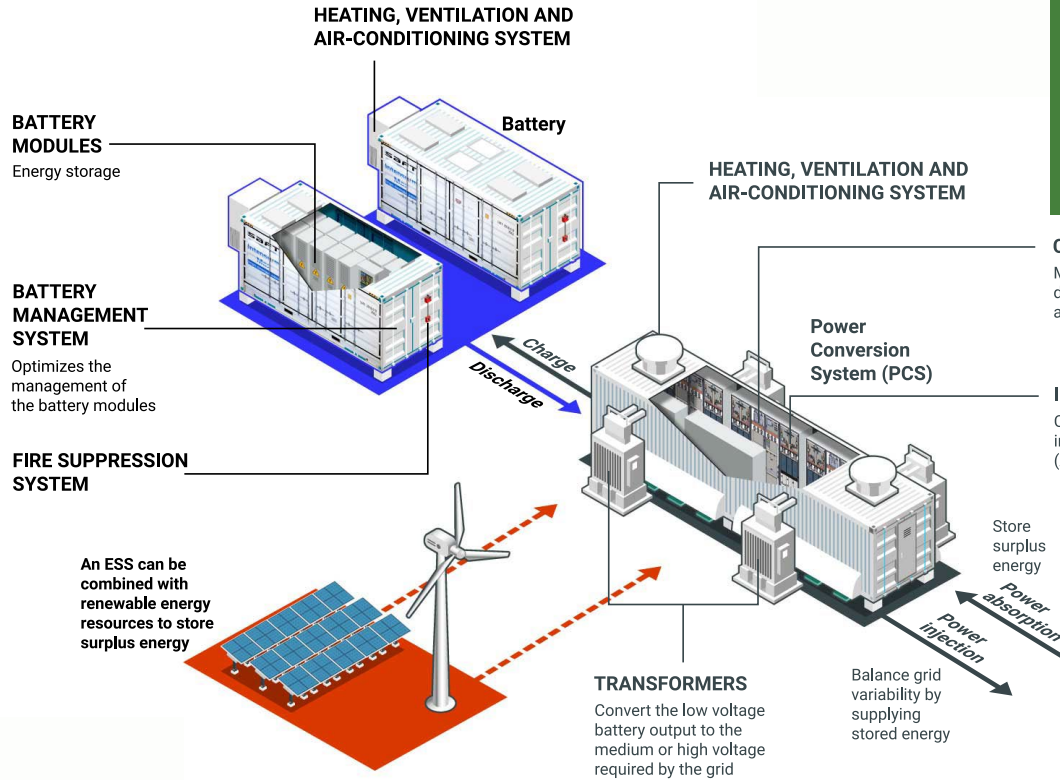 HEATING, VENTILATION AND
AIR-CONDITIONING SYSTEM
BATTERY
MODULES
Energy storage
Battery
HEATING, VENTILATION AND
AIR-CONDITIONING SYSTEM
BATTERY
MANAGEMENT
SYSTEM
Optimizes the
management of
the battery modules
Power
Conversion
System (PCS)
Charge
Discharge
FIRE SUPPRESSION
SYSTEM
An ESS can be
combined with
renewable energy
resources to store
surplus energy
Store
surplus
energy
Power
absorption
Power
injection
TRANSFORMERS
Convert the low voltage
battery output to the
medium or high voltage
required by the grid
Balance grid
variability by
supplying
stored energy
saft
saft